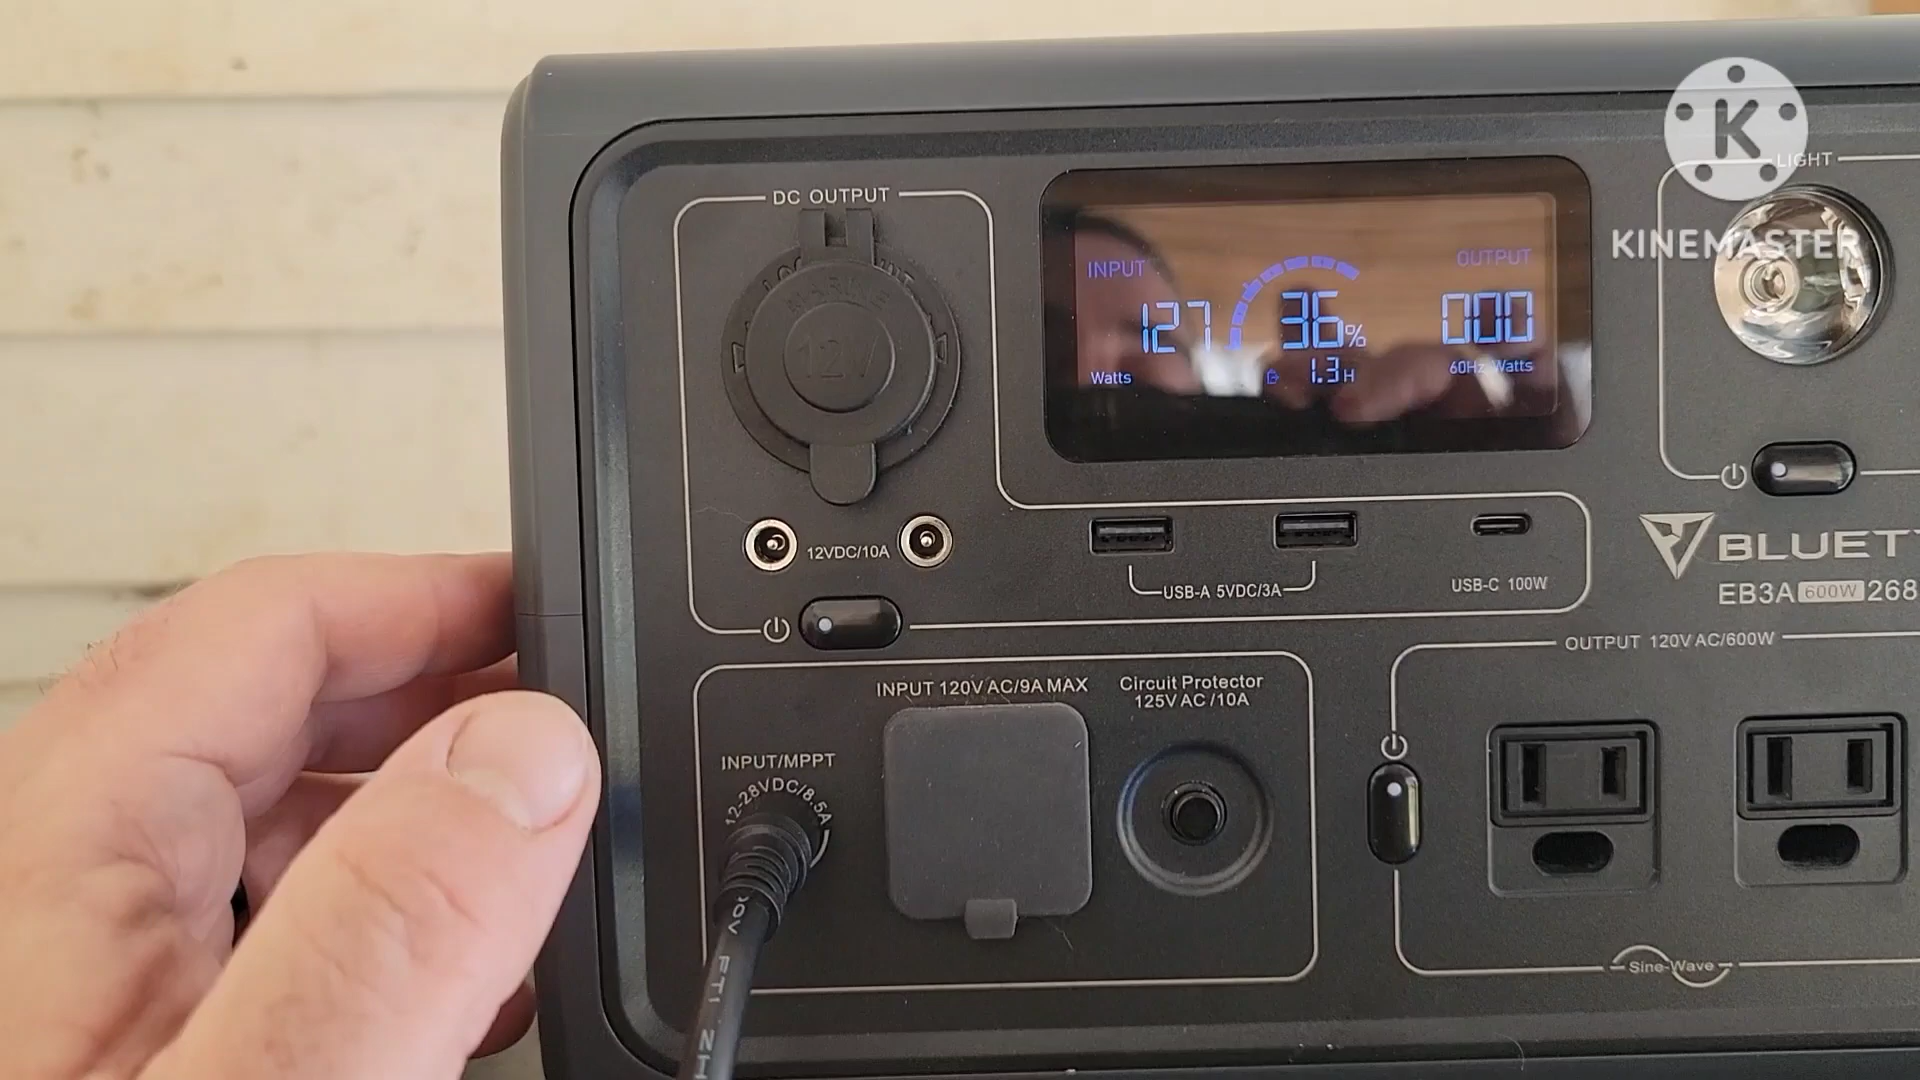 KINEMASTER
LIGHT
DC OUTPUT
12V
INPUT
OUTPUT
127
36%
000
Watts
1.3H
60Hz Watts
12VDC/10A
USB-A 5VDC/3A
USB-C 100W
EB3A 600W 268
OUTPUT 120V AC/600W
INPUT 120V AC/9A MAX
Circuit Protector
125V AC /10A
INPUT/MPPT
12-28VDC/8.5A
Sine-Wave